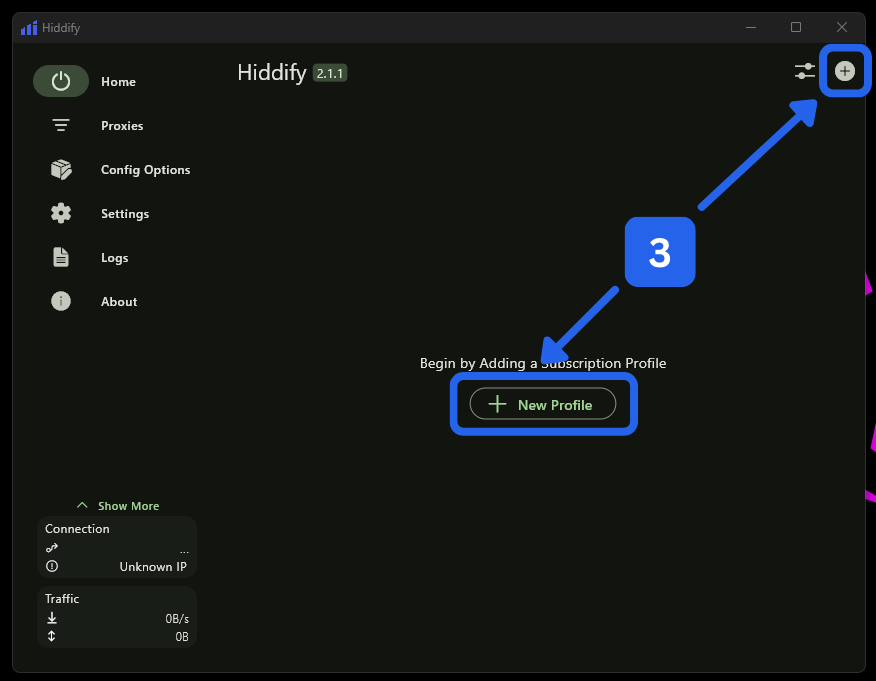 Hiddify
Hiddify 2.1.1
Home
Proxies
Config Options
Settings
Logs
About
3
Begin by Adding a Subscription Profile
New Profile
Show More
Connection
...
Unknown IP
Traffic
0B/s
0B